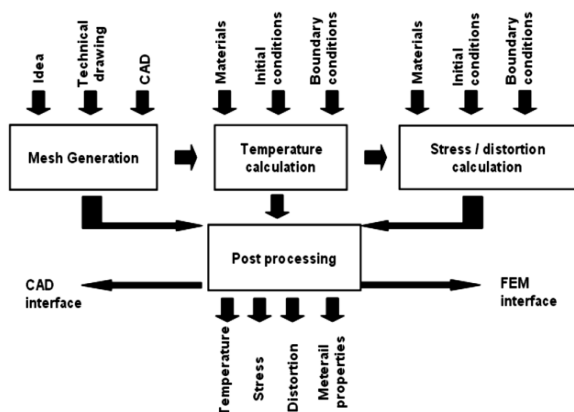 Idea
Technical
drawing
CAD
Materials
Initial
conditions
Boundary
conditions
Materials
Initial
conditions
Boundary
conditions
Mesh Generation
Temperature
calculation
Stress / distortion
calculation
Post processing
CAD
interface
FEM
interface
Temperature
Stress
Distortion
Meterail
properties